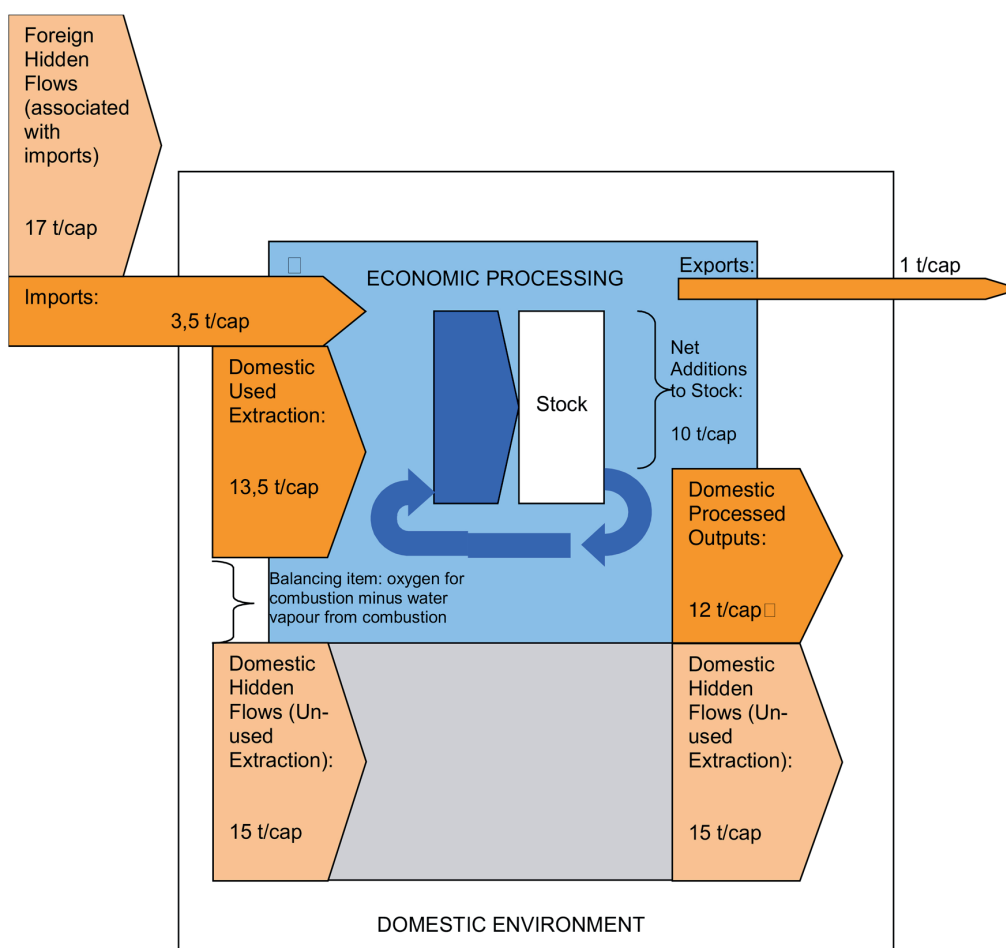 Foreign
Hidden
Flows
(associated
with
imports)
17 t/cap
Imports:
3,5 t/cap
ECONOMIC PROCESSING
Exports:
1 t/cap
Domestic
Used
Extraction:
13,5 t/cap
Stock
Net
Additions
to Stock:
10 t/cap
Domestic
Processed
Outputs:
12 t/cap
Balancing item: oxygen for
combustion minus water
vapour from combustion
Domestic
Hidden
Flows (Un-
used
Extraction):
15 t/cap
Domestic
Hidden
Flows (Un-
used
Extraction):
15 t/cap
DOMESTIC ENVIRONMENT